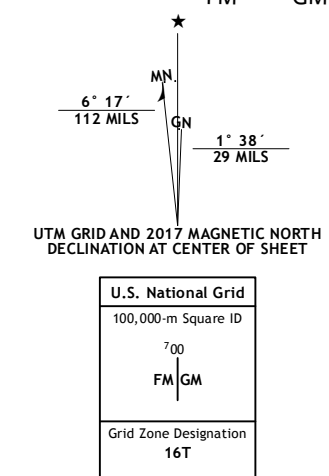 FM GM
★
MN.
6° 17´
112 MILS
GN
1° 38´
29 MILS
UTM GRID AND 2017 MAGNETIC NORTH
DECLINATION AT CENTER OF SHEET
U.S. National Grid
100,000-m Square ID
⁷00
FM GM
Grid Zone Designation
16T